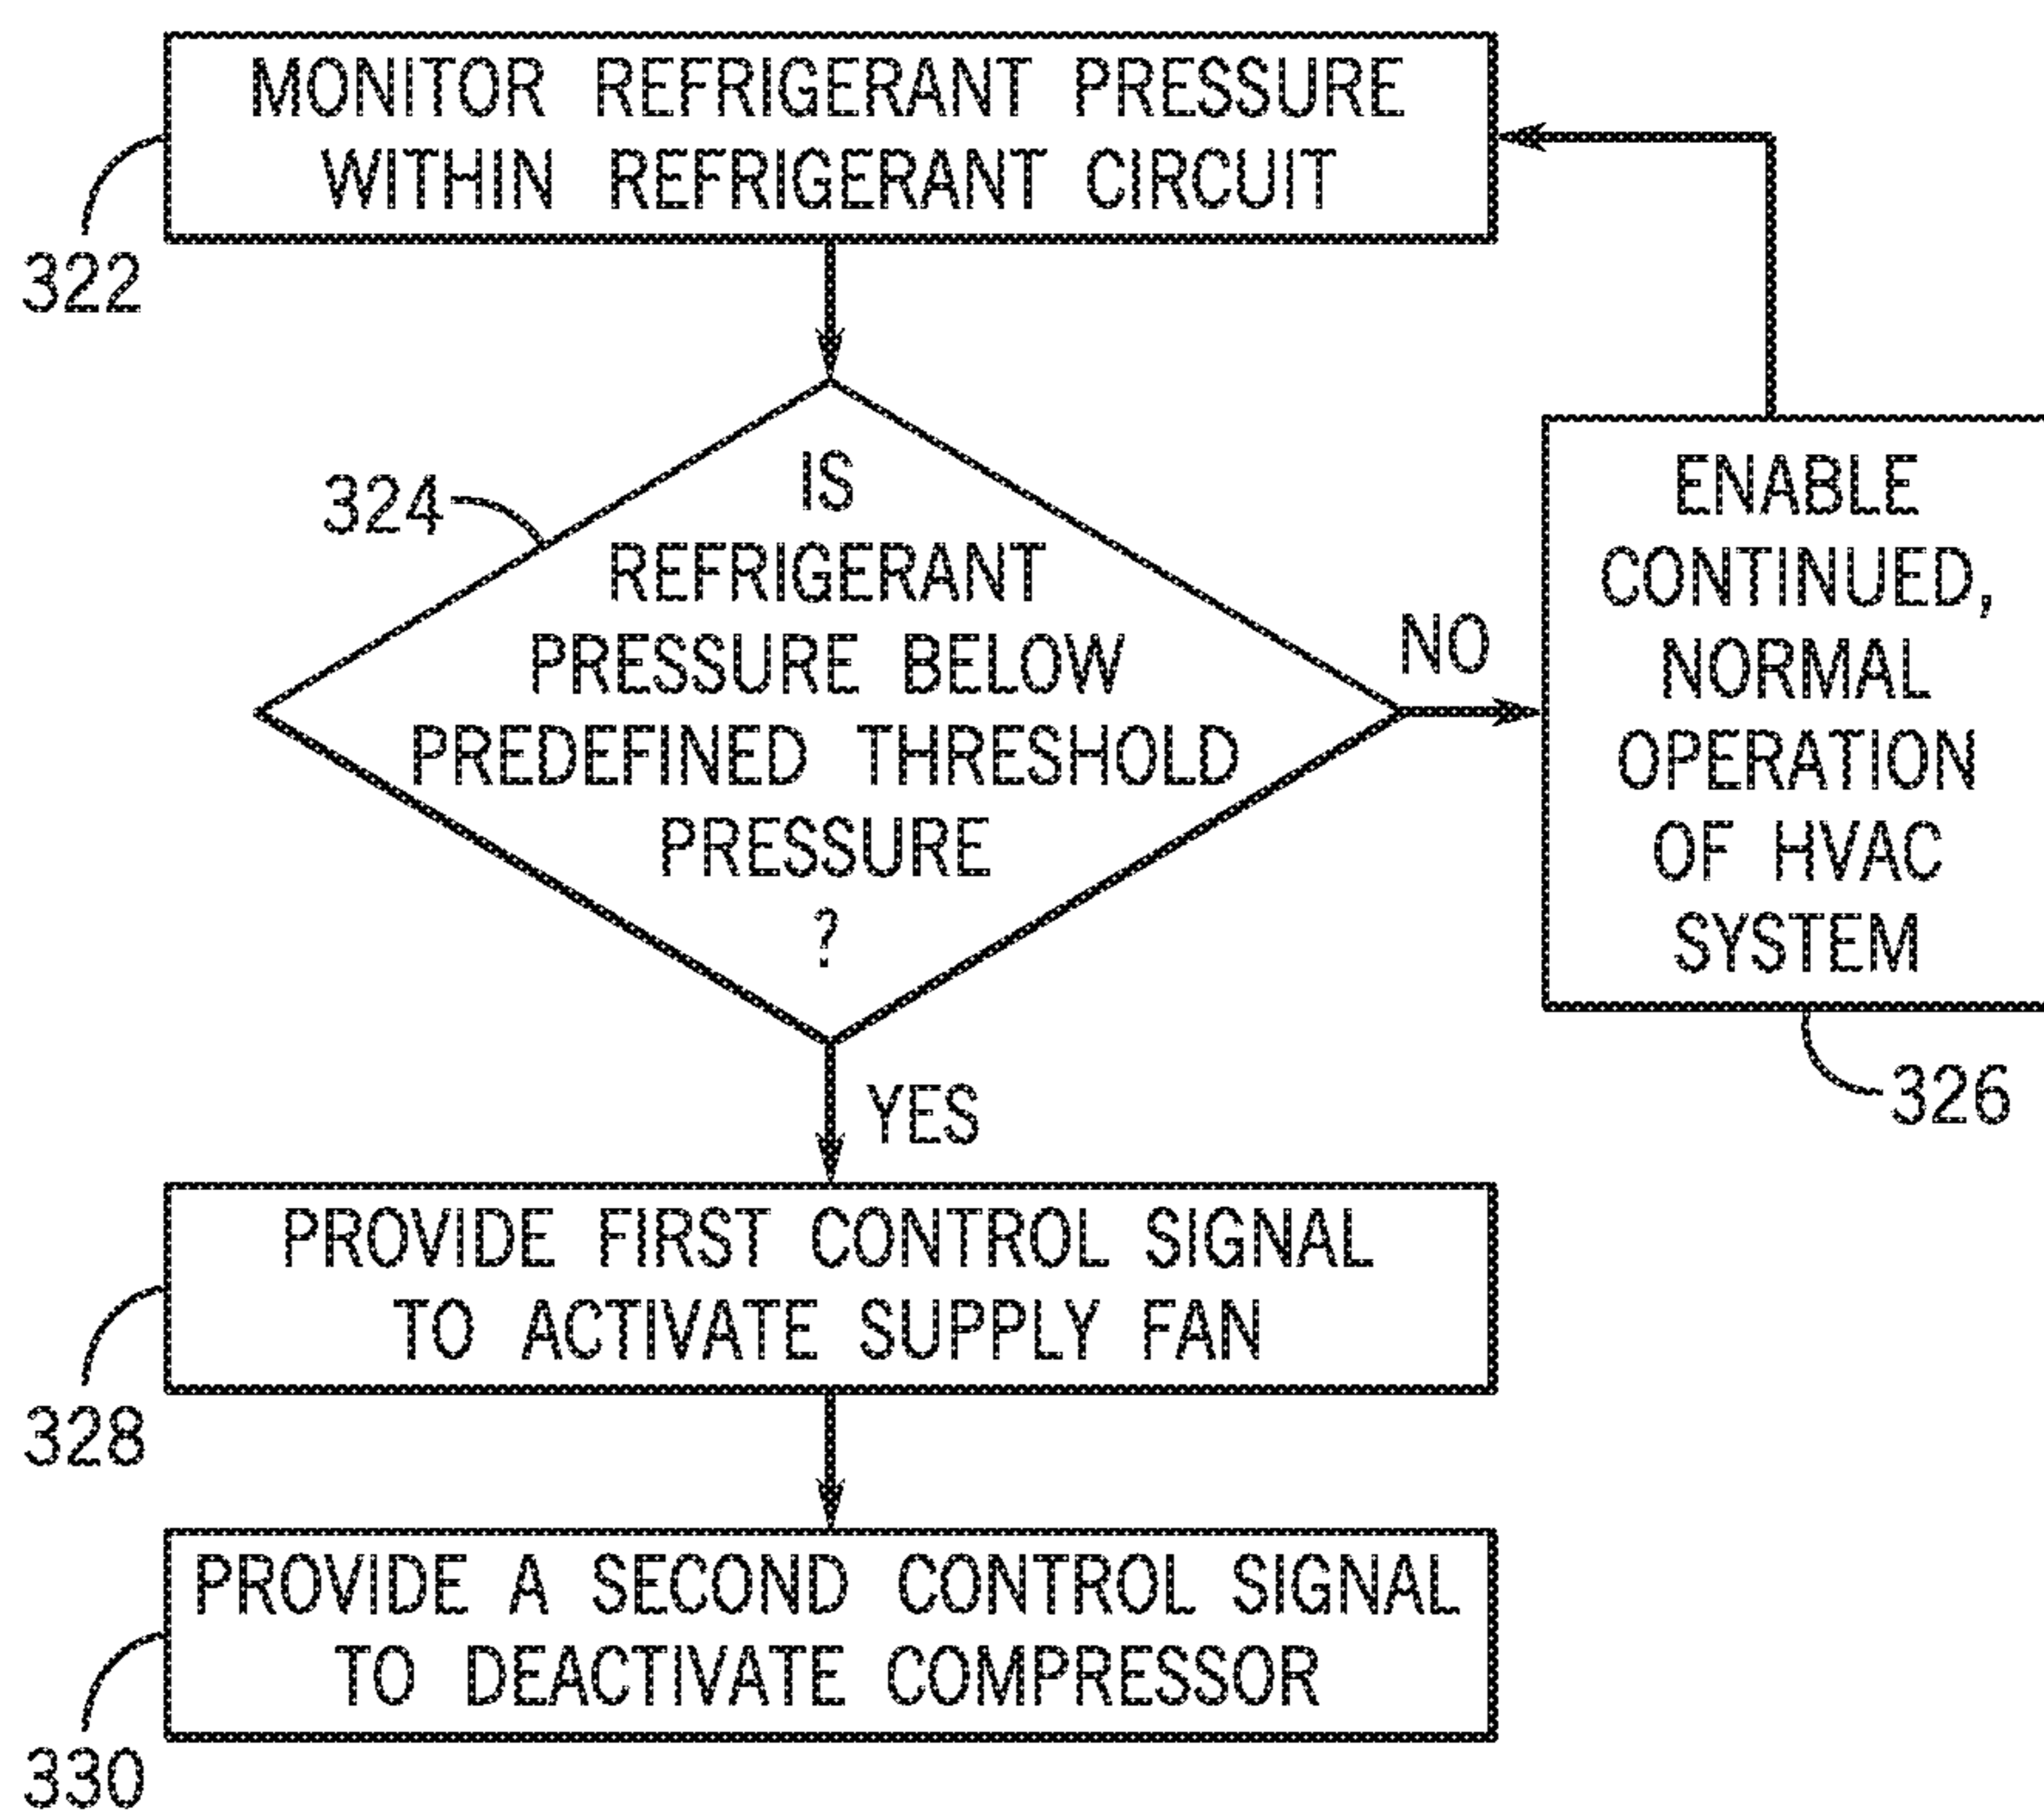 MONITOR REFRIGERANT PRESSURE
WITHIN REFRIGERANT CIRCUIT
322
324
IS
REFRIGERANT
PRESSURE BELOW
PREDEFINED THRESHOLD
PRESSURE
?
NO
ENABLE
CONTINUED,
NORMAL
OPERATION
OF HVAC
SYSTEM
326
YES
PROVIDE FIRST CONTROL SIGNAL
TO ACTIVATE SUPPLY FAN
328
PROVIDE A SECOND CONTROL SIGNAL
TO DEACTIVATE COMPRESSOR
330